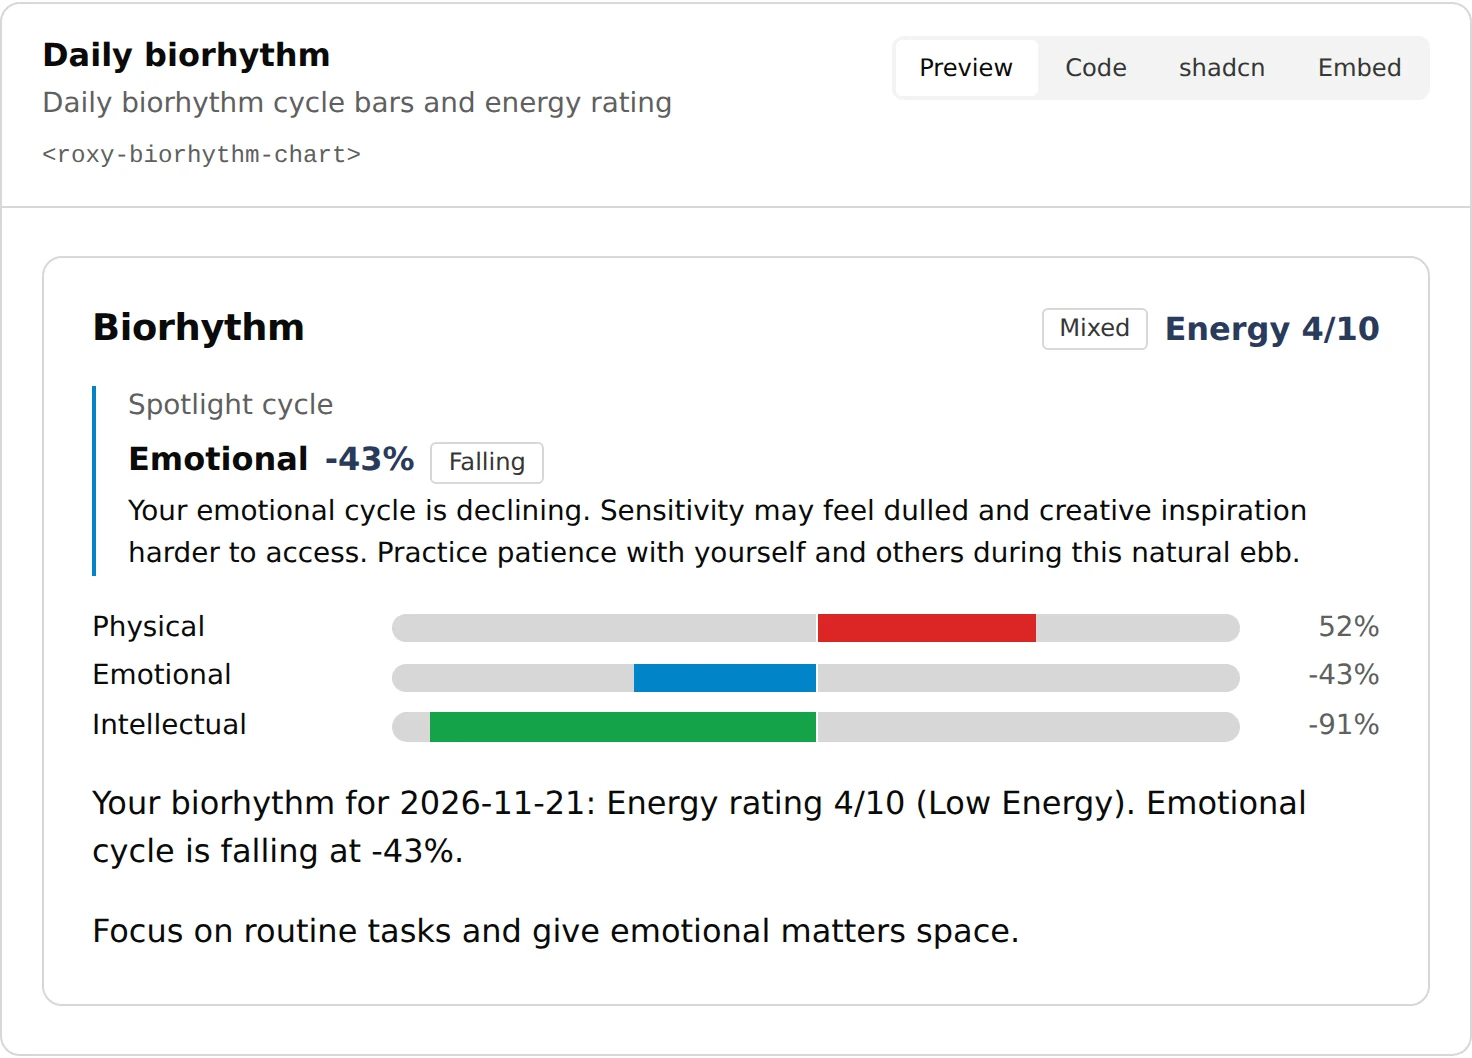 Daily biorhythm
Daily biorhythm cycle bars and energy rating
<roxy-biorhythm-chart>
Preview
Code
shadcn
Embed
Biorhythm
Mixed
Energy 4/10
Spotlight cycle
Emotional -43% Falling
Your emotional cycle is declining. Sensitivity may feel dulled and creative inspiration
harder to access. Practice patience with yourself and others during this natural ebb.
Physical 52%
Emotional -43%
Intellectual -91%
Your biorhythm for 2026-11-21: Energy rating 4/10 (Low Energy). Emotional
cycle is falling at -43%.
Focus on routine tasks and give emotional matters space.